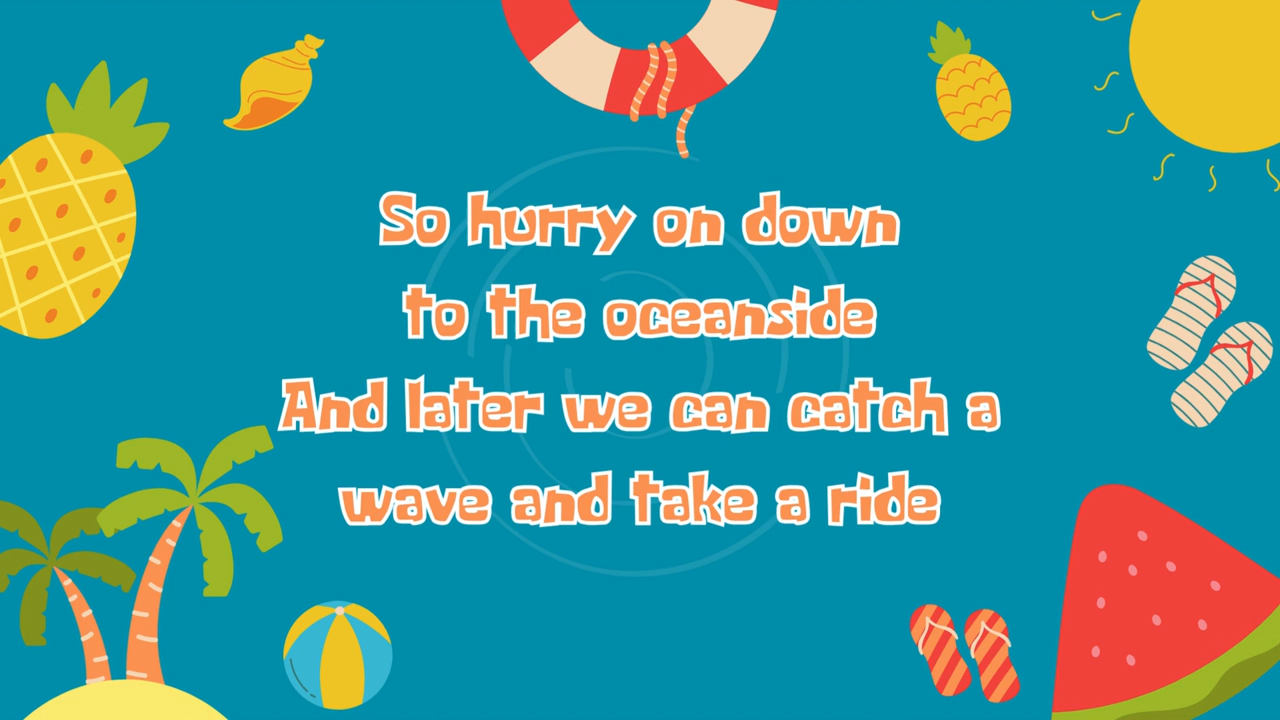 So hurry on down
to the oceanside
And later we can catch a
wave and take a ride